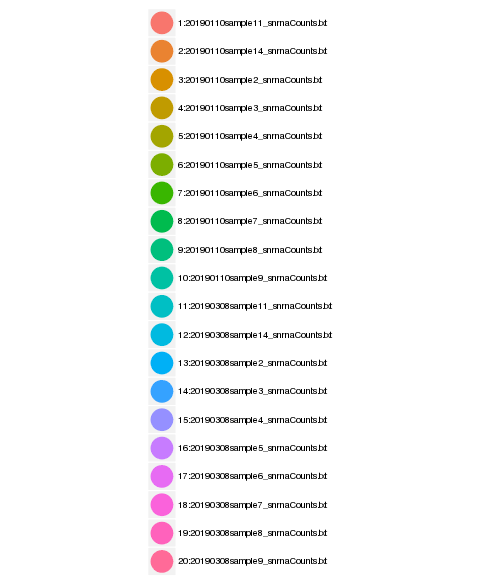 1:20190110sample11_snrnaCounts.txt
2:20190110sample14_snrnaCounts.txt
3:20190110sample2_snrnaCounts.txt
4:20190110sample3_snrnaCounts.txt
5:20190110sample4_snrnaCounts.txt
6:20190110sample5_snrnaCounts.txt
7:20190110sample6_snrnaCounts.txt
8:20190110sample7_snrnaCounts.txt
9:20190110sample8_snrnaCounts.txt
10:20190110sample9_snrnaCounts.txt
11:20190308sample11_snrnaCounts.txt
12:20190308sample14_snrnaCounts.txt
13:20190308sample2_snrnaCounts.txt
14:20190308sample3_snrnaCounts.txt
15:20190308sample4_snrnaCounts.txt
16:20190308sample5_snrnaCounts.txt
17:20190308sample6_snrnaCounts.txt
18:20190308sample7_snrnaCounts.txt
19:20190308sample8_snrnaCounts.txt
20:20190308sample9_snrnaCounts.txt